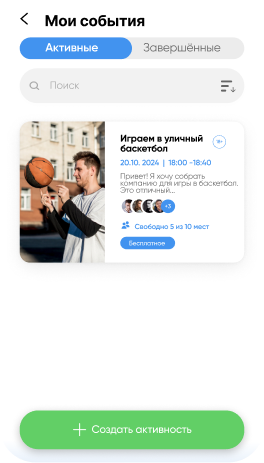 Мои события
Активные
Завершённые
Поиск
Играем в уличный
баскетбол
18+
20.10. 2024 | 18:00 -18:40
Привет! Я хочу собрать
компанию для игры в баскетбол.
Это отличный...
+3
Свободно 5 из 10 мест
Бесплатное
Создать активность